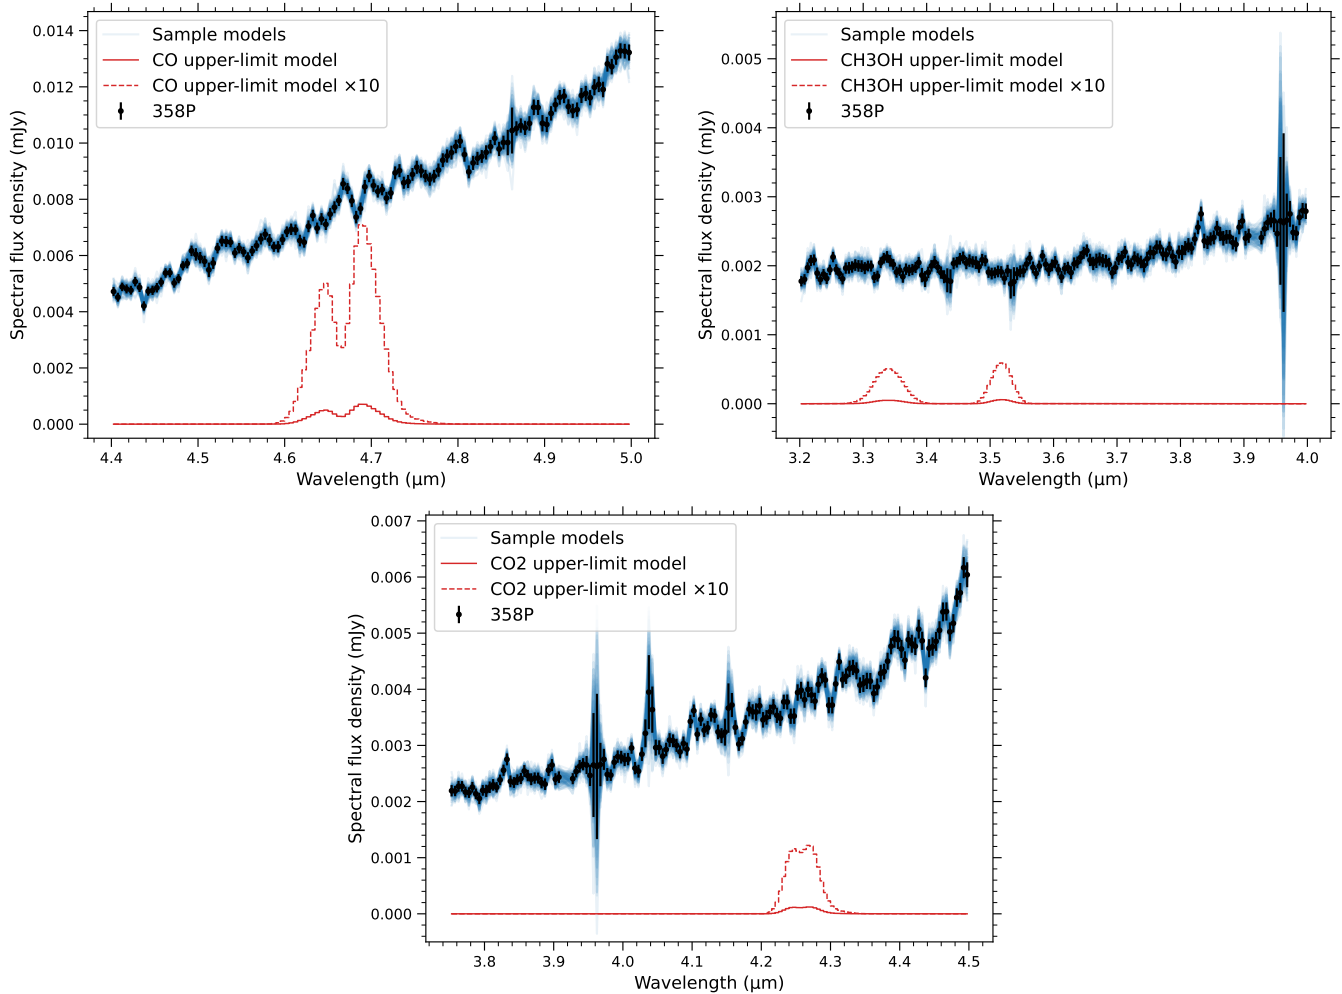 Sample models
CO upper-limit model
CO upper-limit model ×10
358P
Spectral flux density (mJy)
0.014
0.012
0.010
0.008
0.006
0.004
0.002
0.000
4.4 4.5 4.6 4.7 4.8 4.9 5.0
Wavelength (μm)
Sample models
CH3OH upper-limit model
CH3OH upper-limit model ×10
358P
Spectral flux density (mJy)
0.005
0.004
0.003
0.002
0.001
0.000
3.2 3.3 3.4 3.5 3.6 3.7 3.8 3.9 4.0
Wavelength (μm)
Sample models
CO2 upper-limit model
CO2 upper-limit model ×10
358P
Spectral flux density (mJy)
0.007
0.006
0.005
0.004
0.003
0.002
0.001
0.000
3.8 3.9 4.0 4.1 4.2 4.3 4.4 4.5
Wavelength (μm)